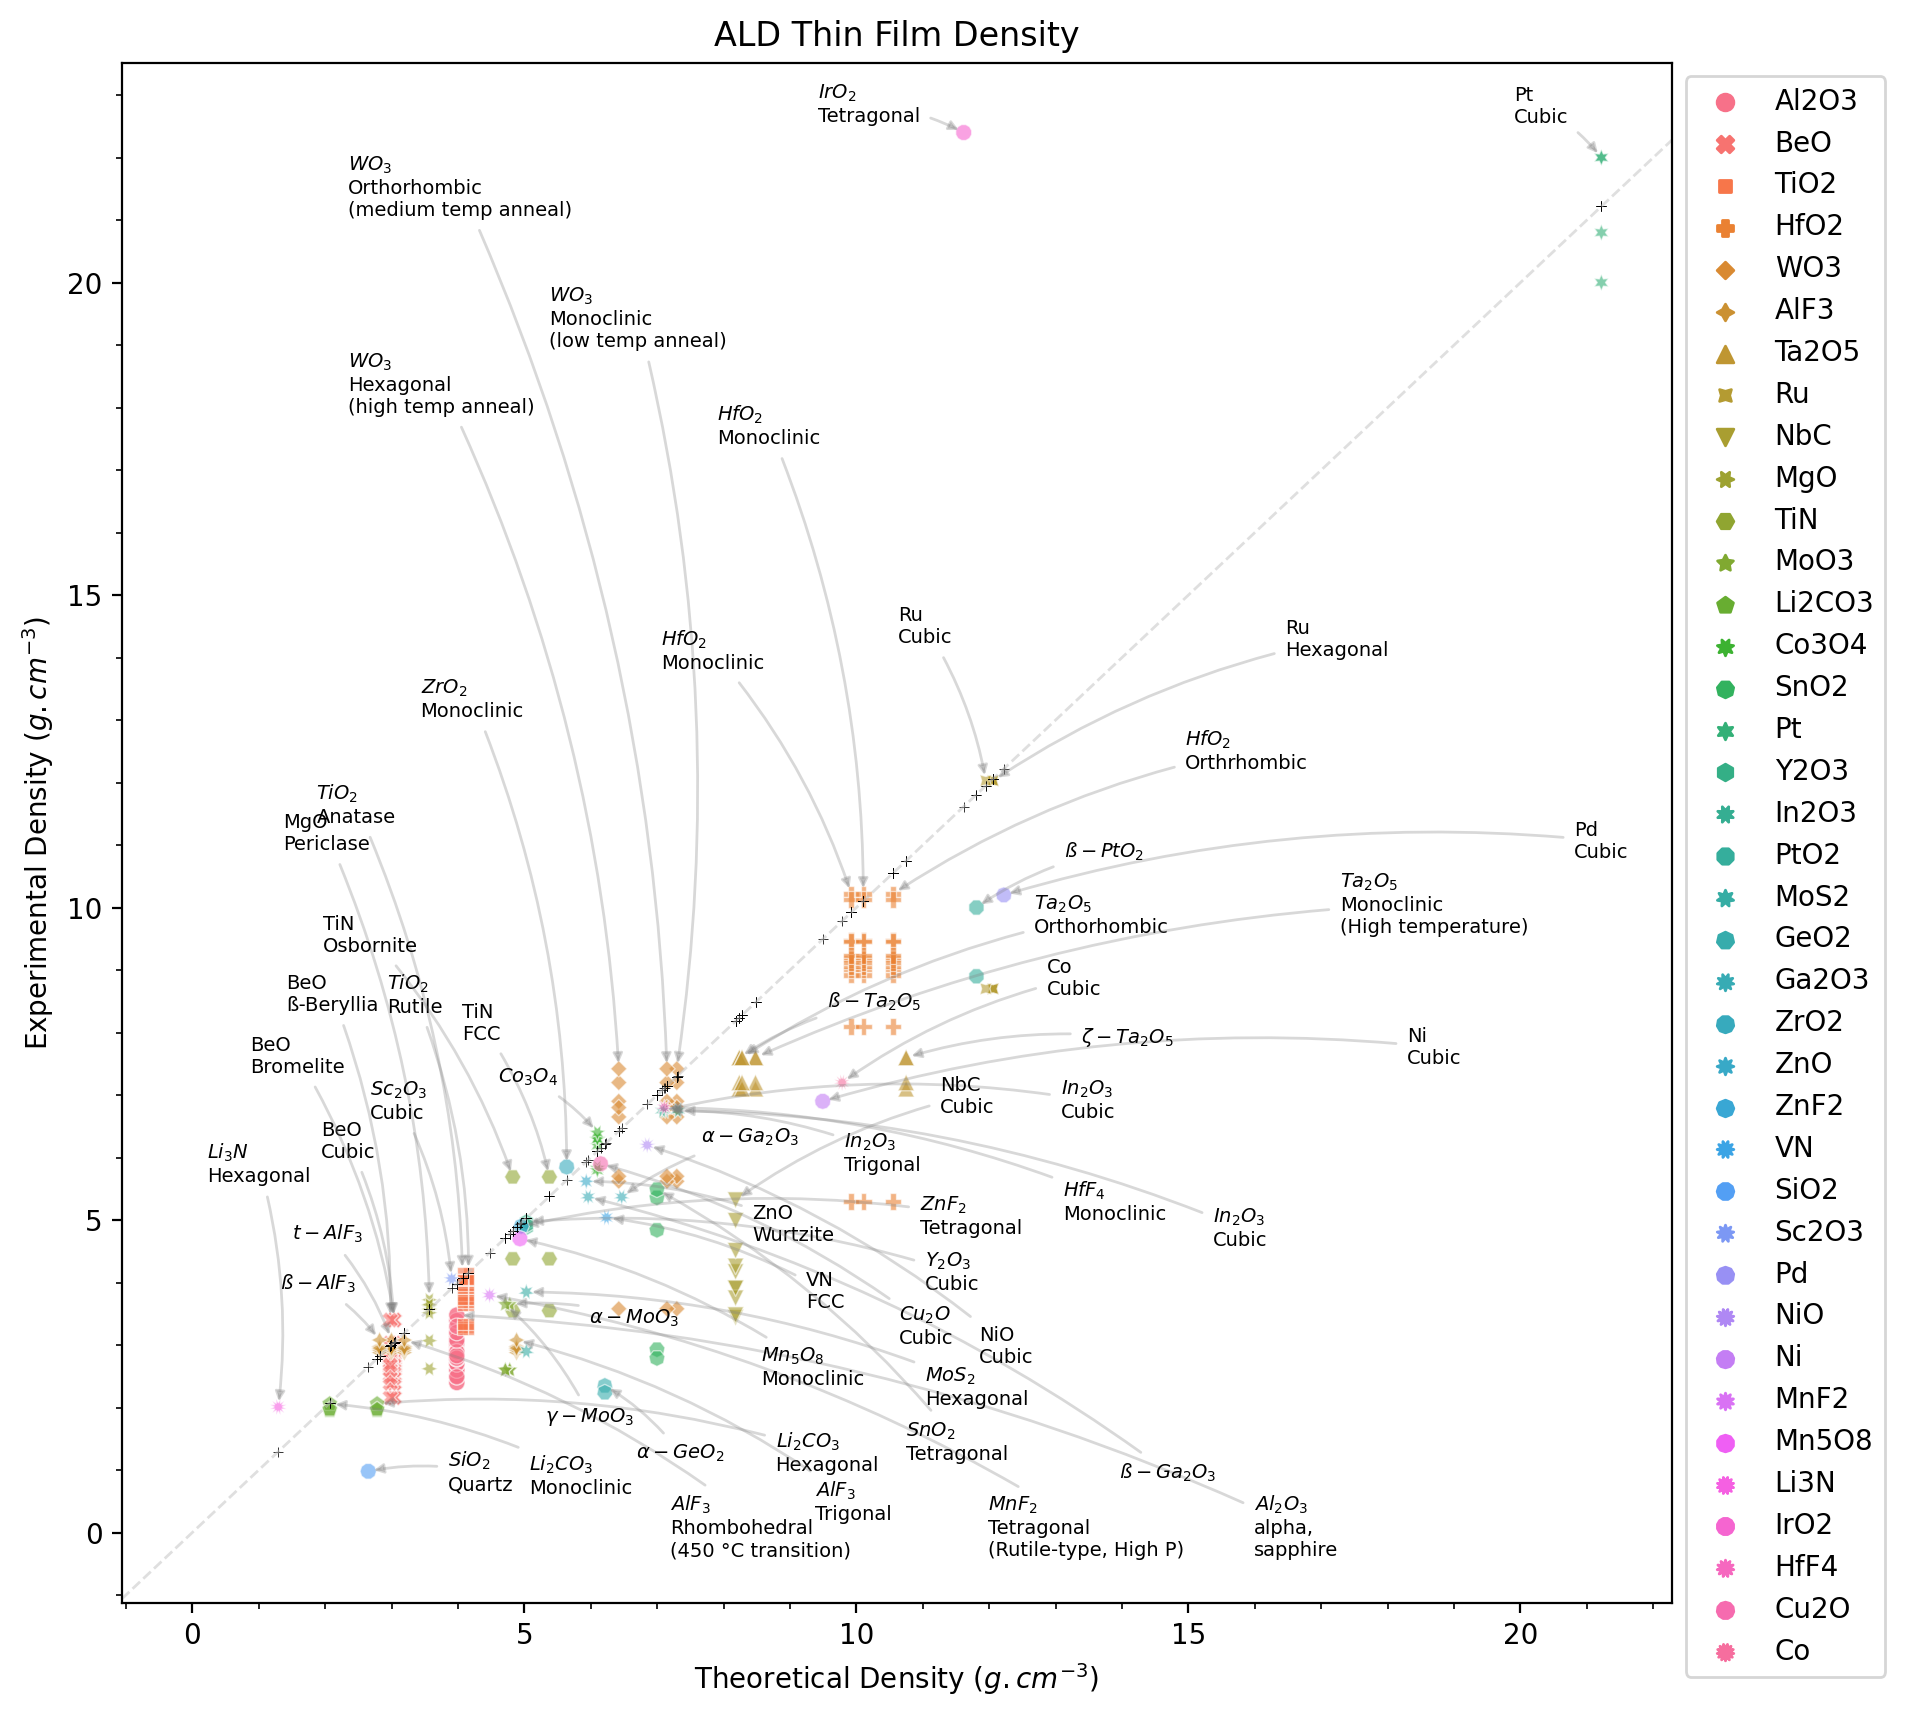 ALD Thin Film Density
IrO2
Tetragonal
Pt
Cubic
WO3
Orthorhombic
(medium temp anneal)
WO3
Monoclinic
(low temp anneal)
WO3
Hexagonal
(high temp anneal)
HfO2
Monoclinic
Ru
Cubic
Ru
Hexagonal
HfO2
Monoclinic
ZrO2
Monoclinic
HfO2
Orthrhombic
TiO2
Anatase
MgO
Periclase
Pd
Cubic
ß−PtO2
Ta2O5
Monoclinic
(High temperature)
Ta2O5
Orthorhombic
TiN
Osbornite
Co
Cubic
BeO
ß-Beryllia
TiO2
Rutile
TiN
FCC
ß−Ta2O5
ζ−Ta2O5
Ni
Cubic
BeO
Bromelite
Co3O4
Sc2O3
Cubic
NbC
Cubic
In2O3
Cubic
BeO
Cubic
α−Ga2O3
In2O3
Trigonal
Li3N
Hexagonal
HfF4
Monoclinic
ZnF2
Tetragonal
In2O3
Cubic
ZnO
Wurtzite
t−AlF3
Y2O3
Cubic
ß−AlF3
VN
FCC
α−MoO3
Cu2O
Cubic
NiO
Cubic
Mn5O8
Monoclinic
MoS2
Hexagonal
γ−MoO3
SnO2
Tetragonal
α−GeO2
Li2CO3
Hexagonal
SiO2
Quartz
Li2CO3
Monoclinic
ß−Ga2O3
AlF3
Trigonal
AlF3
Rhombohedral
(450 °C transition)
MnF2
Tetragonal
(Rutile-type, High P)
Al2O3
alpha,
sapphire
20
15
10
5
0
Experimental Density (g.cm−3)
0 5 10 15 20
Theoretical Density (g.cm−3)
Al2O3
BeO
TiO2
HfO2
WO3
AlF3
Ta2O5
Ru
NbC
MgO
TiN
MoO3
Li2CO3
Co3O4
SnO2
Pt
Y2O3
In2O3
PtO2
MoS2
GeO2
Ga2O3
ZrO2
ZnO
ZnF2
VN
SiO2
Sc2O3
Pd
NiO
Ni
MnF2
Mn5O8
Li3N
IrO2
HfF4
Cu2O
Co